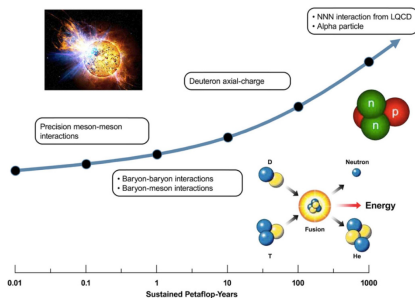 • NNN interaction from LQCD
• Alpha particle
Deuteron axial-charge
n
p
n
Precision meson-meson
interactions
• Baryon-baryon interactions
• Baryon-meson interactions
D
Neutron
Energy
Fusion
T
He
0.01 0.1 1 10 100 1000
Sustained Petaflop-Years